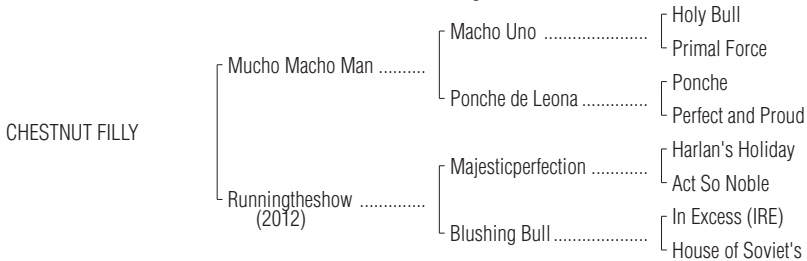 Holy Bull
Macho Uno ......................
Primal Force
Mucho Macho Man ..........
Ponche
Ponche de Leona ..............
Perfect and Proud
CHESTNUT FILLY
Harlan's Holiday
Majesticperfection ............
Act So Noble
Runningtheshow ..............
(2012)
In Excess (IRE)
Blushing Bull....................
House of Soviet's